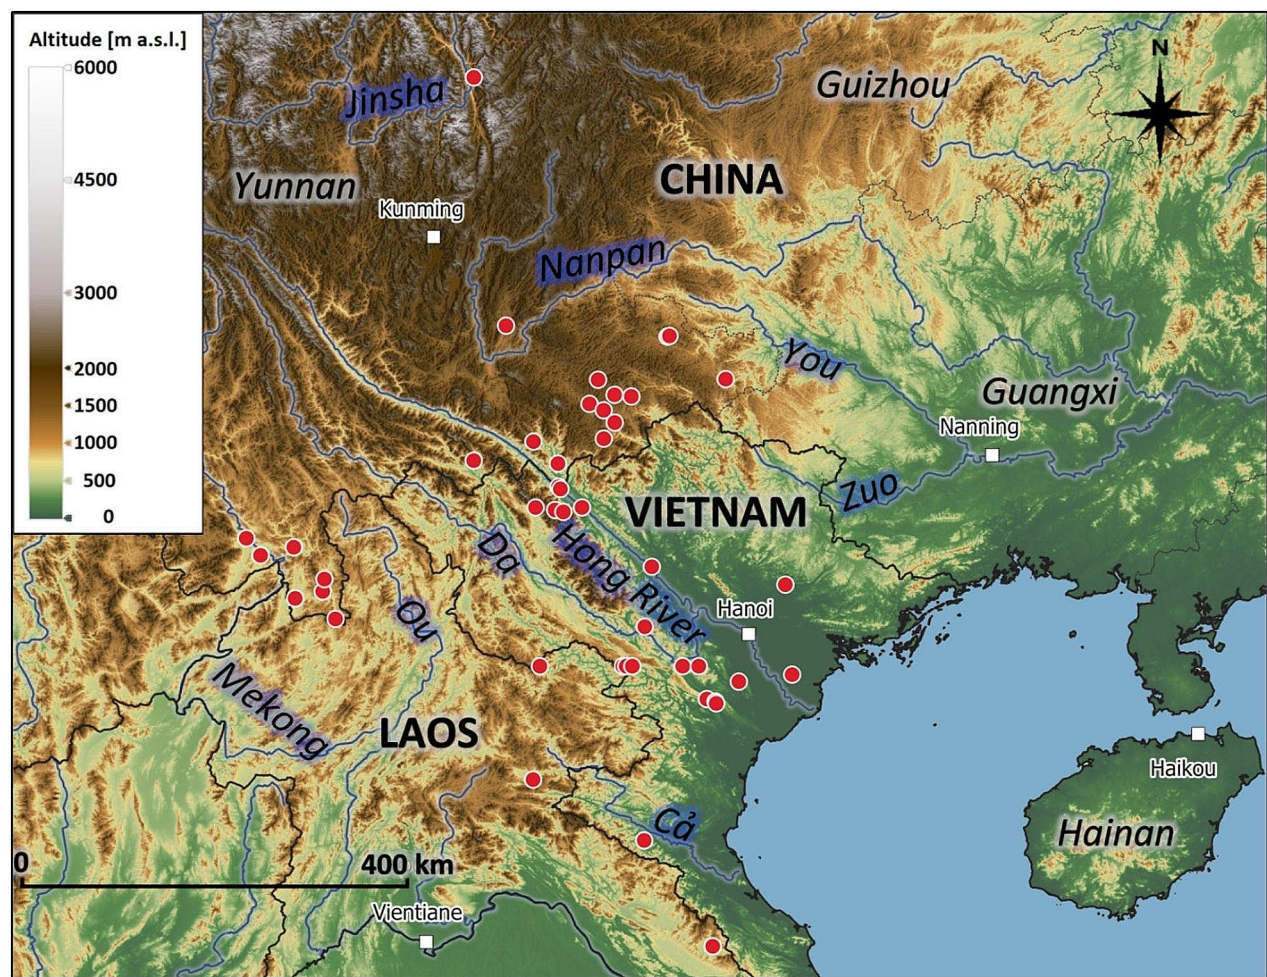 Altitude [m a.s.l.]
6000
4500
3000
2000
1500
1000
500
0
N
Jinsha
Guizhou
Yunnan
CHINA
Kunming
Nanpan
You
Guangxi
Nanning
Zuo
VIETNAM
Da
Hong River
Hanoi
Ou
Mekong
LAOS
Haikou
Cả
Hainan
0
400 km
Vientiane